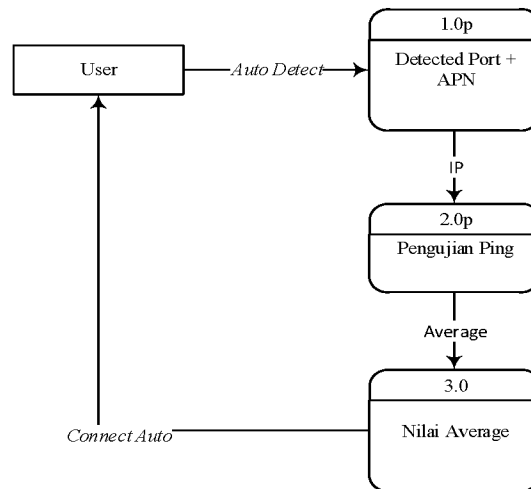 1.0p
User
Auto Detect
Detected Port +
APN
IP
2.0p
Pengujian Ping
Average
3.0
Nilai Average
Connect Auto